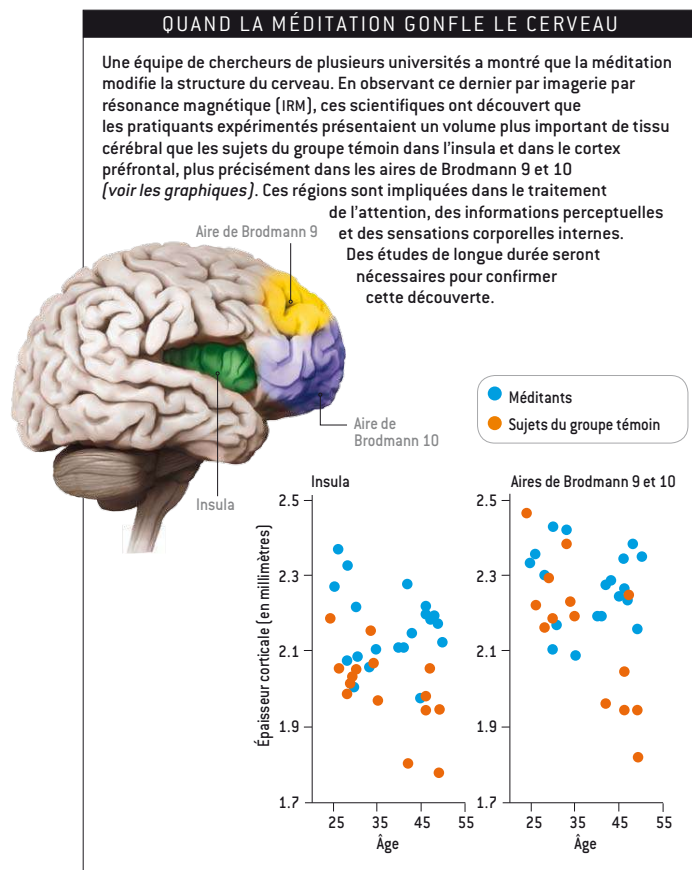 QUAND LA MÉDITATION GONFLE LE CERVEAU
Une équipe de chercheurs de plusieurs universités a montré que la méditation
modifie la structure du cerveau. En observant ce dernier par imagerie par
résonance magnétique (IRM), ces scientifiques ont découvert que
les pratiquants expérimentés présentaient un volume plus important de tissu
cérébral que les sujets du groupe témoin dans l'insula et dans le cortex
préfrontal, plus précisément dans les aires de Brodmann 9 et 10
(voir les graphiques). Ces régions sont impliquées dans le traitement
de l'attention, des informations perceptuelles
et des sensations corporelles internes.
Des études de longue durée seront
nécessaires pour confirmer
cette découverte.
Aire de Brodmann 9
Aire de
Brodmann 10
Insula
Méditants
Sujets du groupe témoin
Insula
Épaisseur corticale (en millimètres)
2.5
2.3
2.1
1.9
1.7
25 35 45 55
Âge
Aires de Brodmann 9 et 10
2.5
2.3
2.1
1.9
1.7
25 35 45 55
Âge